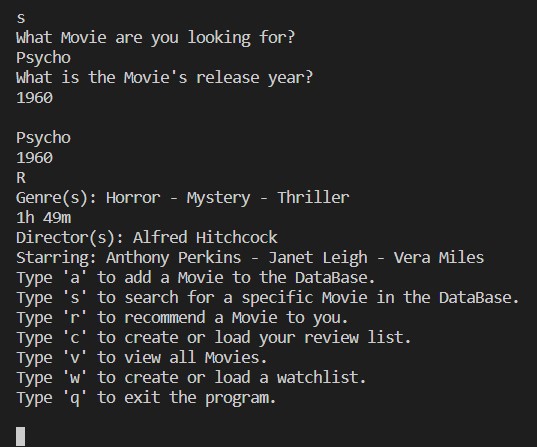 s
What Movie are you looking for?
Psycho
What is the Movie's release year?
1960
Psycho
1960
R
Genre(s): Horror - Mystery - Thriller
1h 49m
Director(s): Alfred Hitchcock
Starring: Anthony Perkins - Janet Leigh - Vera Miles
Type 'a' to add a Movie to the DataBase.
Type 's' to search for a specific Movie in the DataBase.
Type 'r' to recommend a Movie to you.
Type 'c' to create or load your review list.
Type 'v' to view all Movies.
Type 'w' to create or load a watchlist.
Type 'q' to exit the program.